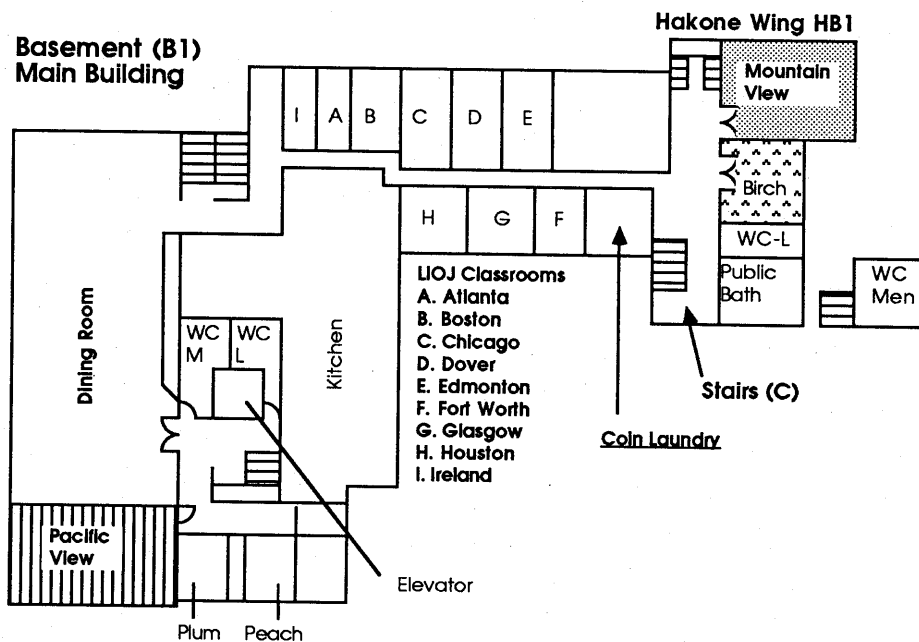 Hakone Wing HB1
Basement (B1)
Main Building
Mountain
View
I
A
B
C
D
E
Birch
H
G
F
WC-L
Public
Bath
WC
Men
LIOJ Classrooms
A. Atlanta
B. Boston
C. Chicago
D. Dover
E. Edmonton
F. Fort Worth
G. Glasgow
H. Houston
I. Ireland
Dining Room
WC
M
WC
L
Kitchen
Stairs (C)
Coin Laundry
Pacific
View
Elevator
Plum
Peach